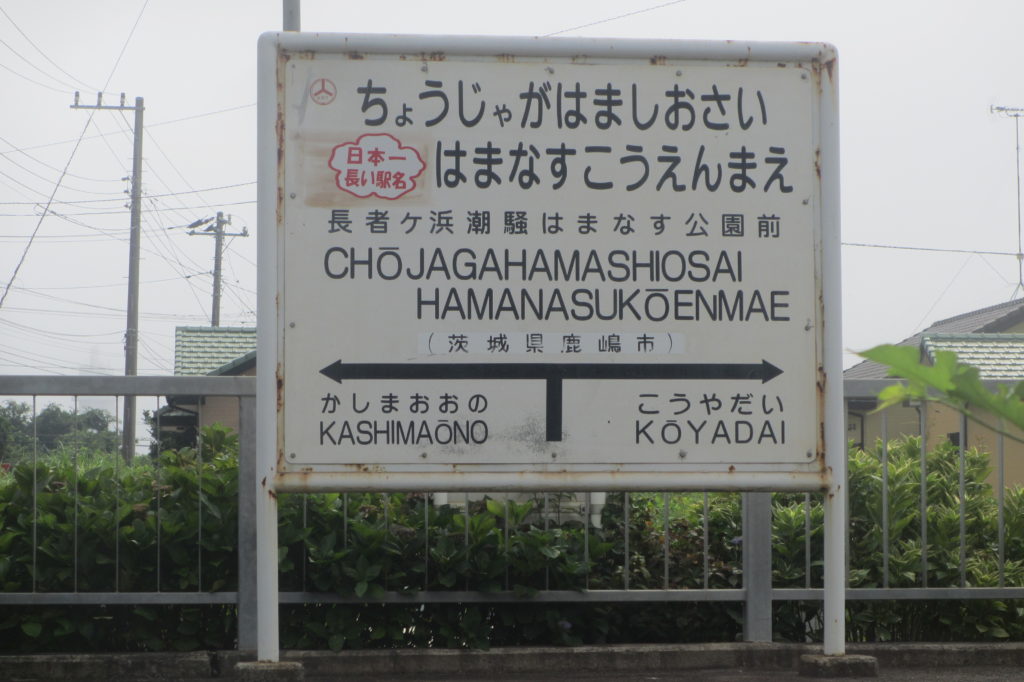 ちょうじゃがはましおさい
日本一
長い駅名
はまなすこうえんまえ
長者ケ浜潮騒はまなす公園前
CHŌJAGAHAMASHIOSAI
HAMANASUKŌENMAE
(茨城県鹿嶋市)
かしまおおの
KASHIMAŌNO
こうやだい
KŌYADAI